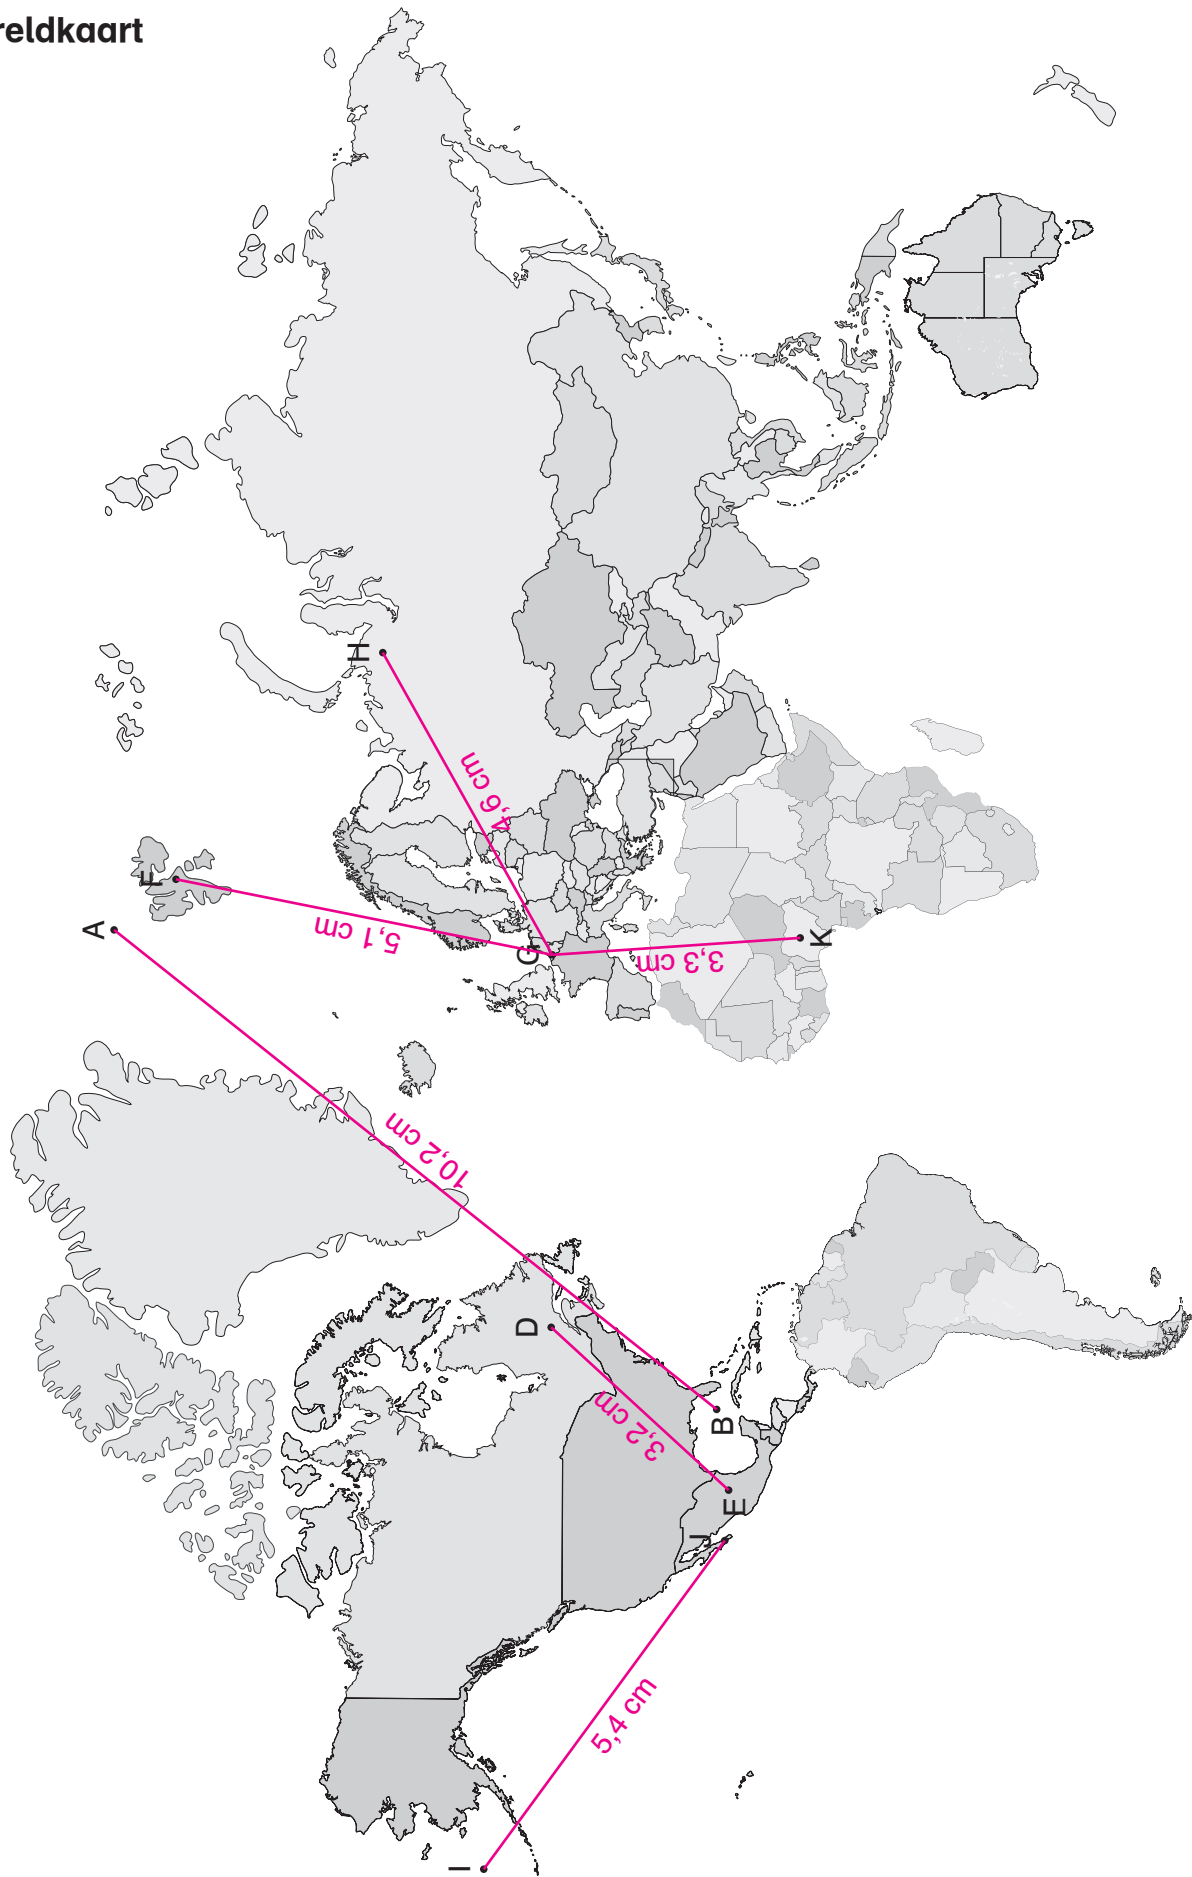 reldkaart
H
4,6 cm
F
A
5,1 cm
G
3,3 cm
K
10,2 cm
D
3,2 cm
B
E
J
5,4 cm
I